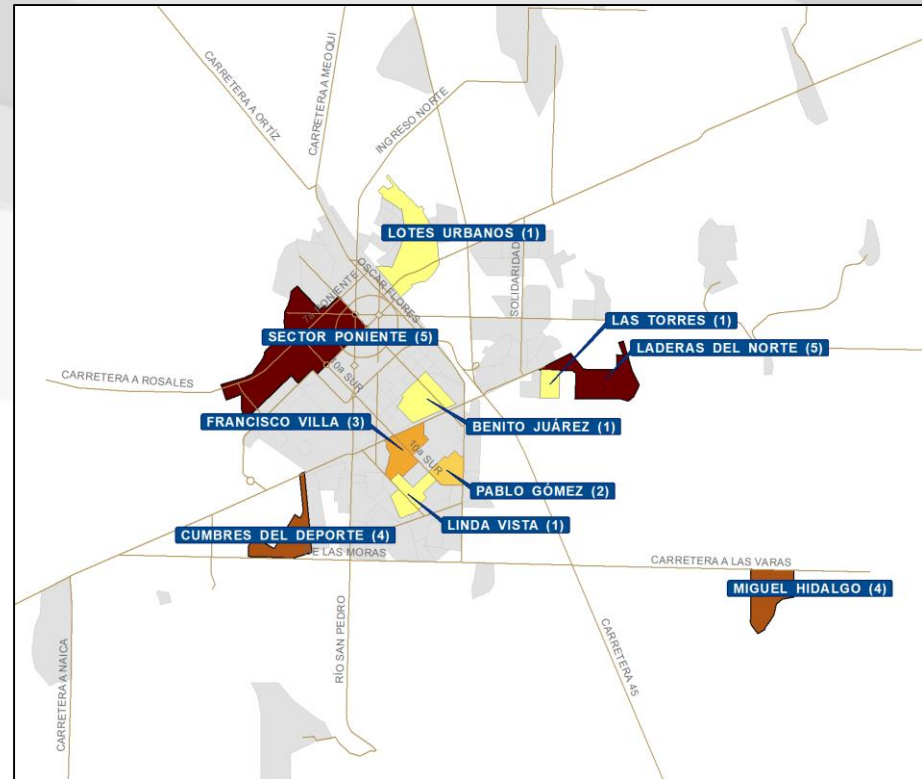 CARRETERA A ORTÍZ
CARRETERA A MEOQUI
INGRESO NORTE
LOTES URBANOS (1)
SOLIDARIDAD
OSCAR FLORES
7a PONIENTE
LAS TORRES (1)
SECTOR PONIENTE (5)
LADERAS DEL NORTE (5)
CARRETERA A ROSALES
10a SUR
FRANCISCO VILLA (3)
BENITO JUÁREZ (1)
10a SUR
PABLO GÓMEZ (2)
LINDA VISTA (1)
CUMBRES DEL DEPORTE (4)
E LAS MORAS
CARRETERA A LAS VARAS
MIGUEL HIDALGO (4)
RÍO SAN PEDRO
CARRETERA 45
CARRETERA A NAICA